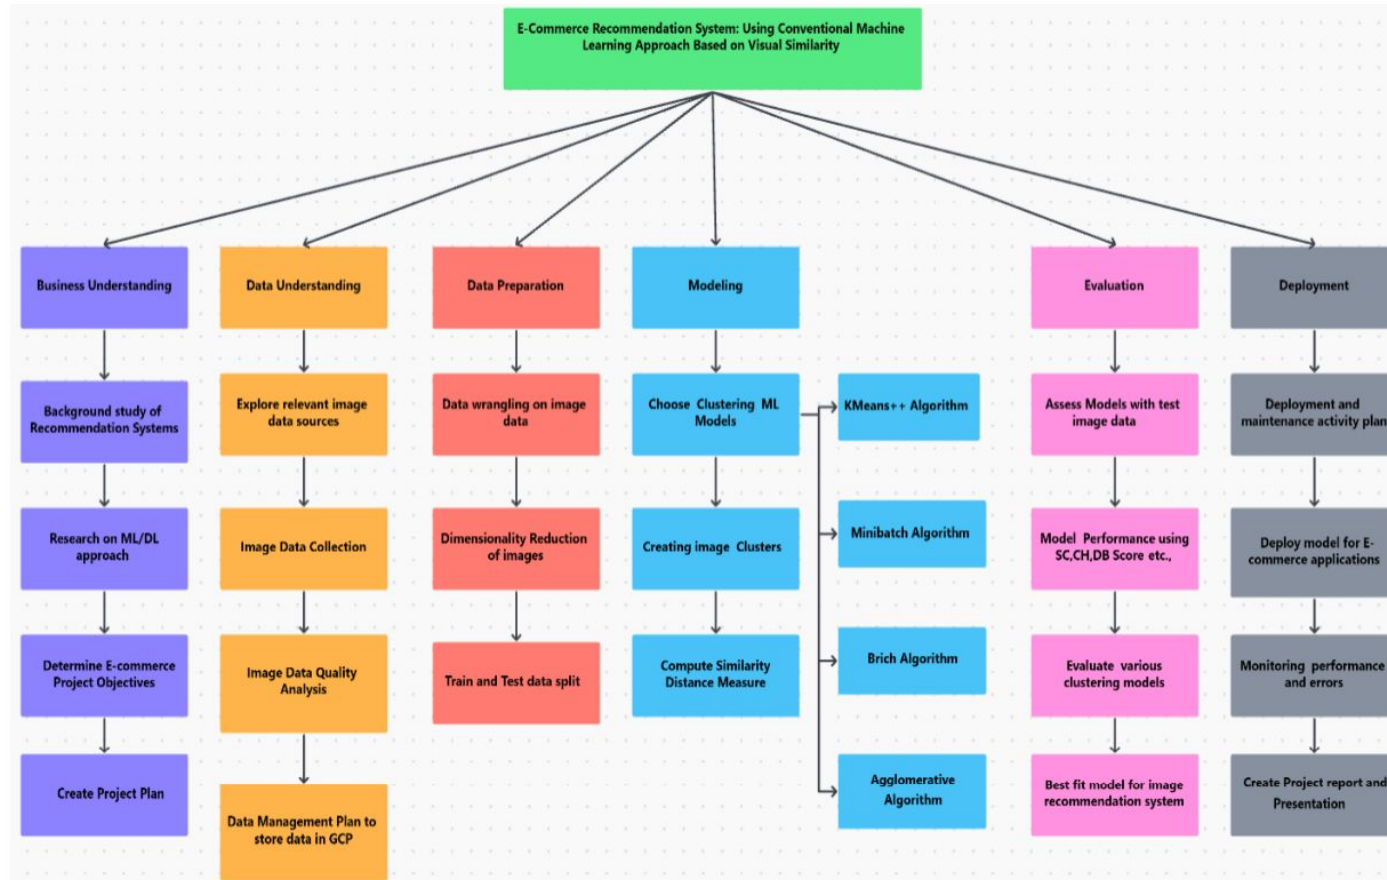 E-Commerce Recommendation System: Using Conventional Machine
Learning Approach Based on Visual Similarity
Business Understanding
Background study of
Recommendation Systems
Research on ML/DL
approach
Determine E-commerce
Project Objectives
Create Project Plan
Data Understanding
Explore relevant image
data sources
Image Data Collection
Image Data Quality
Analysis
Data Management Plan to
store data in GCP
Data Preparation
Data wrangling on image
data
Dimensionality Reduction
of images
Train and Test data split
Modeling
Choose Clustering ML
Models
Creating image Clusters
Compute Similarity
Distance Measure
KMeans++ Algorithm
Minibatch Algorithm
Brich Algorithm
Agglomerative
Algorithm
Evaluation
Assess Models with test
image data
Model Performance using
SC,CH,DB Score etc.,
Evaluate various
clustering models
Best fit model for image
recommendation system
Deployment
Deployment and
maintenance activity plan
Deploy model for E-
commerce applications
Monitoring performance
and errors
Create Project report and
Presentation